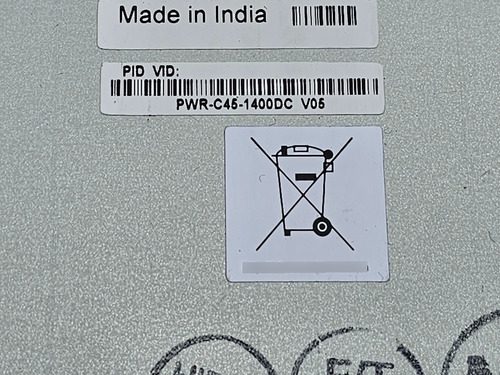 Made in India
PID VID:
PWR-C45-1400DC V05